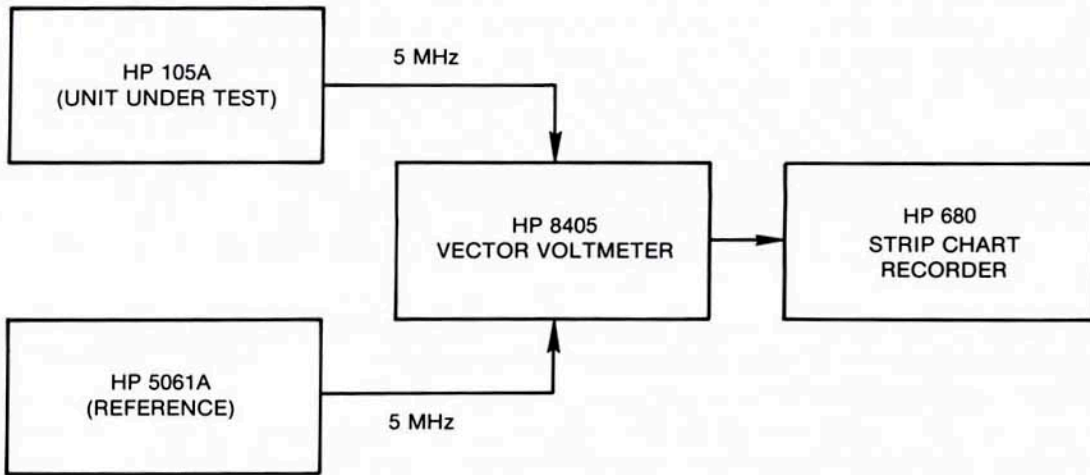 HP 105A
(UNIT UNDER TEST)
5 MHz
HP 8405
VECTOR VOLTMETER
HP 680
STRIP CHART
RECORDER
HP 5061A
(REFERENCE)
5 MHz